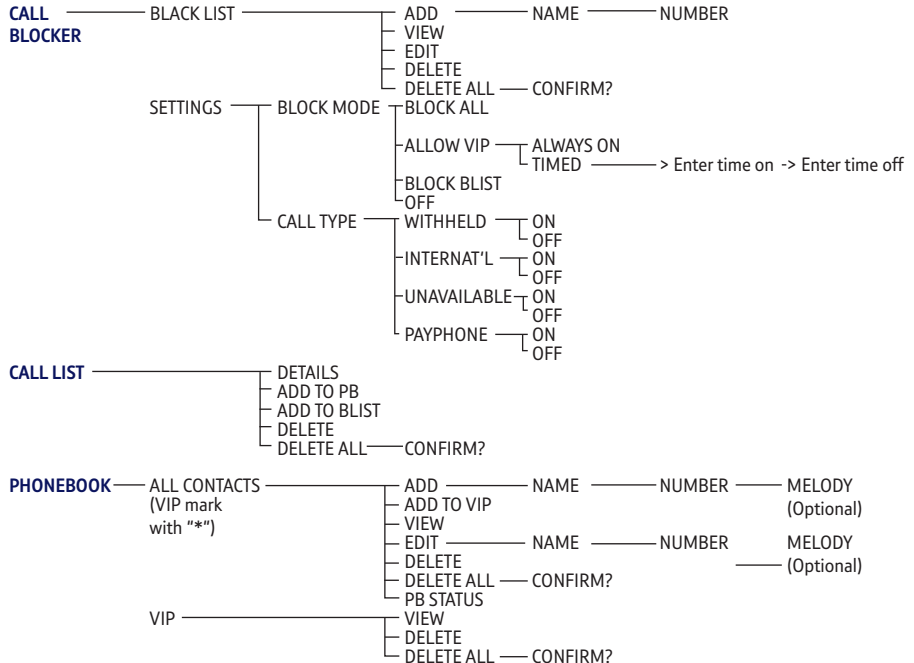 CALL BLACK LIST ADD NAME NUMBER
BLOCKER VIEW
EDIT
DELETE
DELETE ALL CONFIRM?
SETTINGS BLOCK MODE BLOCK ALL
ALLOW VIP ALWAYS ON
TIMED > Enter time on -> Enter time off
BLOCK BLIST
OFF
CALL TYPE WITHHELD ON
OFF
INTERNAT'L ON
OFF
UNAVAILABLE ON
OFF
PAYPHONE ON
OFF
CALL LIST DETAILS
ADD TO PB
ADD TO BLIST
DELETE
DELETE ALL CONFIRM?
PHONEBOOK ALL CONTACTS ADD NAME NUMBER MELODY
(VIP mark ADD TO VIP (Optional)
with "*") VIEW
EDIT NAME NUMBER MELODY
DELETE (Optional)
DELETE ALL CONFIRM?
PB STATUS
VIP VIEW
DELETE
DELETE ALL CONFIRM?